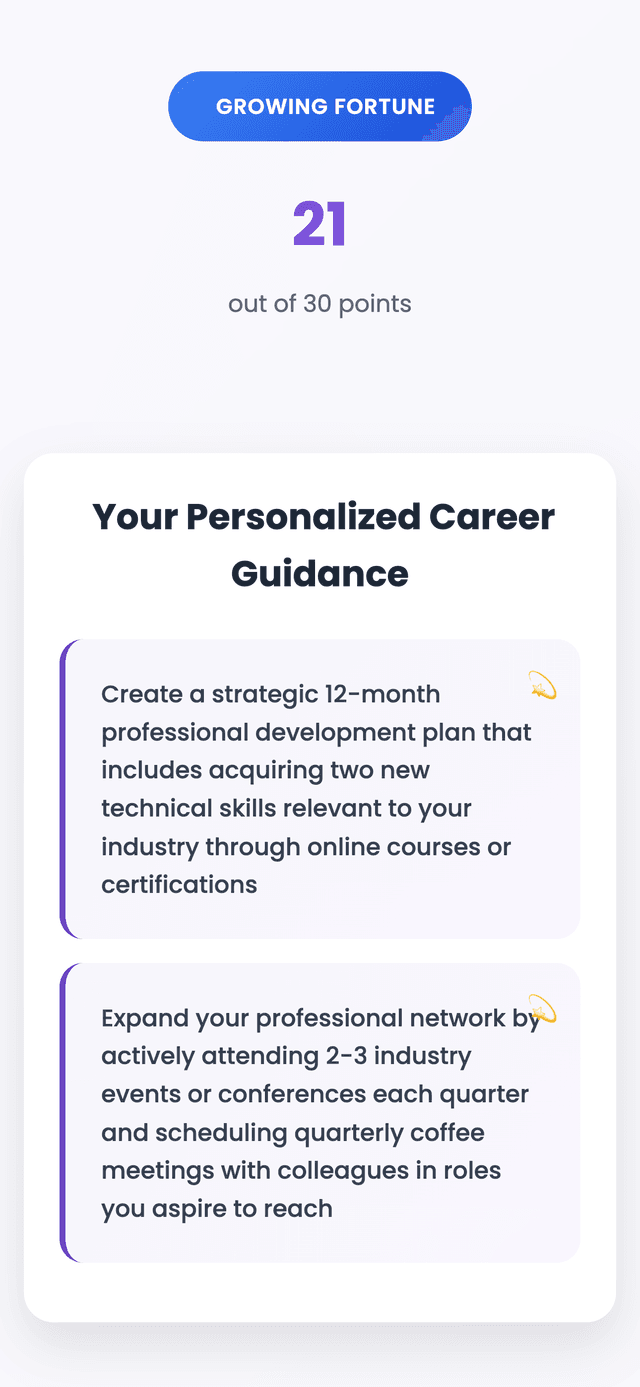 GROWING FORTUNE
21
out of 30 points
Your Personalized Career
Guidance
Create a strategic 12-month
professional development plan that
includes acquiring two new
technical skills relevant to your
industry through online courses or
certifications
Expand your professional network by
actively attending 2-3 industry
events or conferences each quarter
and scheduling quarterly coffee
meetings with colleagues in roles
you aspire to reach